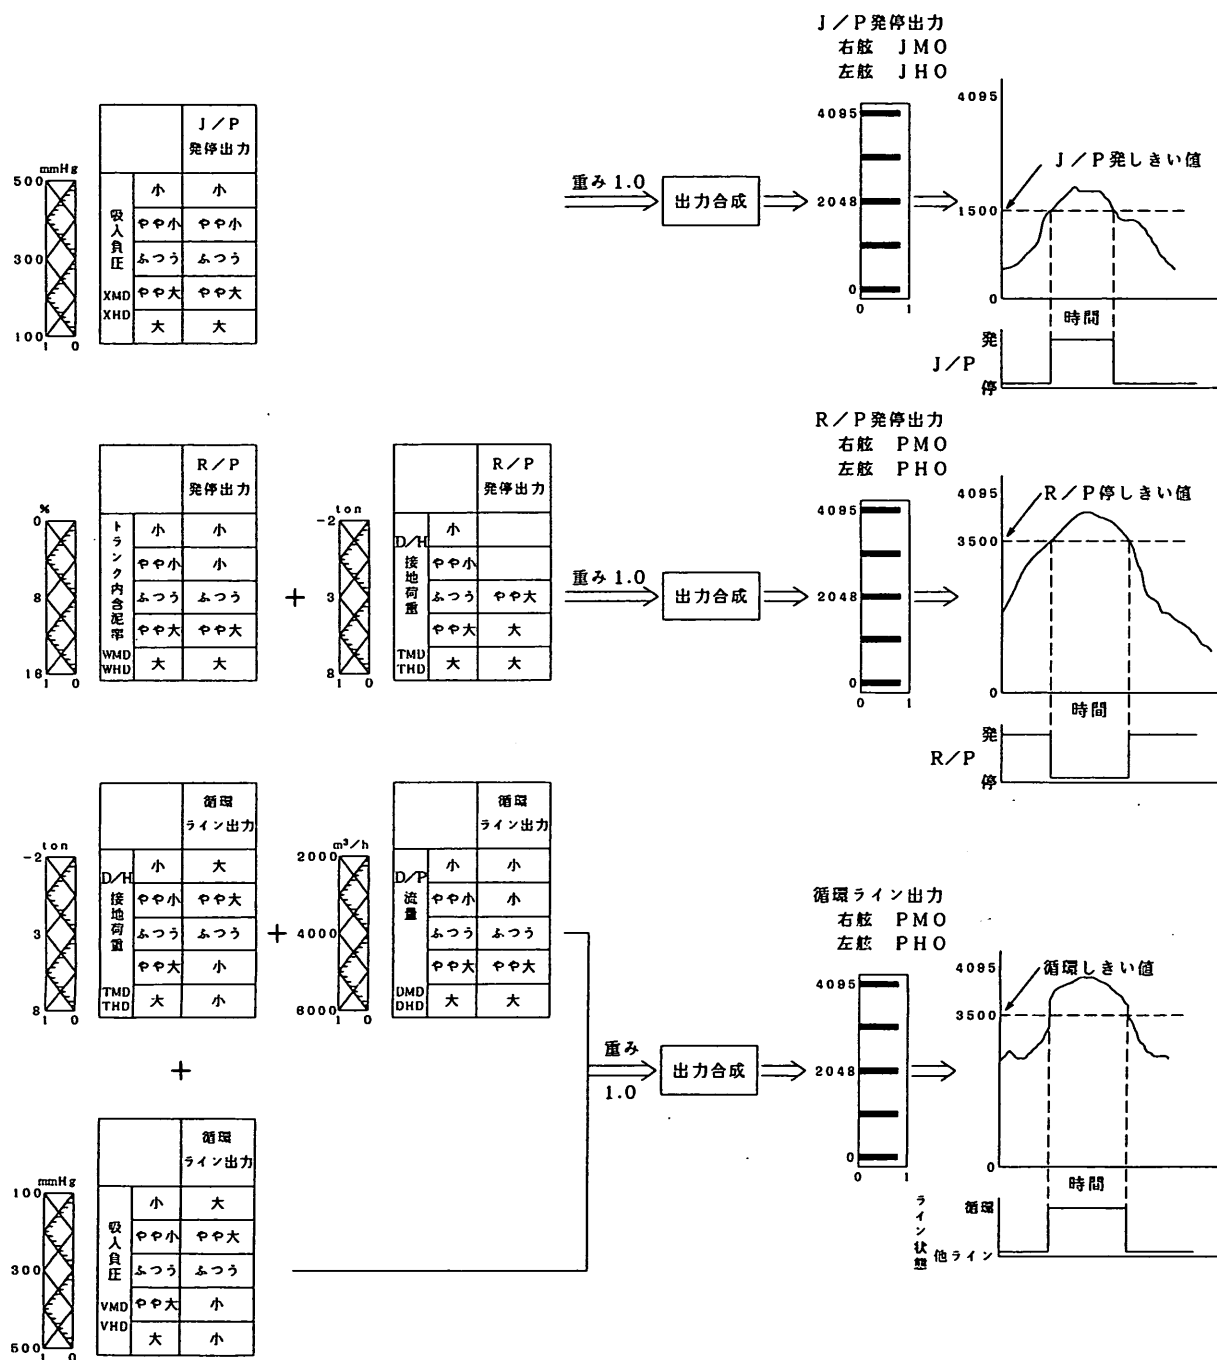 J／P発停出力
右舷 JMO
左舷 JHO
mmHg
500
300
100
1 0
J／P
発停出力
吸入負圧
XMD
XHD
小 小
やや小 やや小
ふつう ふつう
やや大 やや大
大 大
重み1.0
出力合成
4095
2048
0
0 1
4095
J／P発しきい値
1500
0
時間
J／P
発
停
R／P発停出力
右舷 PMO
左舷 PHO
%
0
8
16
1 0
R／P
発停出力
トランク内含泥率
WMD
WHD
小 小
やや小 小
ふつう ふつう
やや大 やや大
大 大
+
ton
-2
3
8
1 0
R／P
発停出力
D/H
接地荷重
TMD
THD
小
やや小
ふつう やや大
やや大 大
大 大
重み1.0
出力合成
4095
2048
0
0 1
4095
R／P停しきい値
3500
0
時間
R／P
発
停
循環ライン出力
右舷 PMO
左舷 PHO
ton
-2
3
8
1 0
循環
ライン出力
D/H
接地荷重
TMD
THD
小 大
やや小 やや大
ふつう ふつう
やや大 小
大 小
+
m³/h
2000
4000
6000
1 0
循環
ライン出力
D/P
流量
DMD
DHD
小 小
やや小 小
ふつう ふつう
やや大 やや大
大 大
+
mmHg
100
300
500
1 0
循環
ライン出力
吸入負圧
VMD
VHD
小 大
やや小 やや大
ふつう ふつう
やや大 小
大 小
重み
1.0
出力合成
4095
2048
0
0 1
4095
循環しきい値
3500
0
時間
ライン状態
循環
他ライン